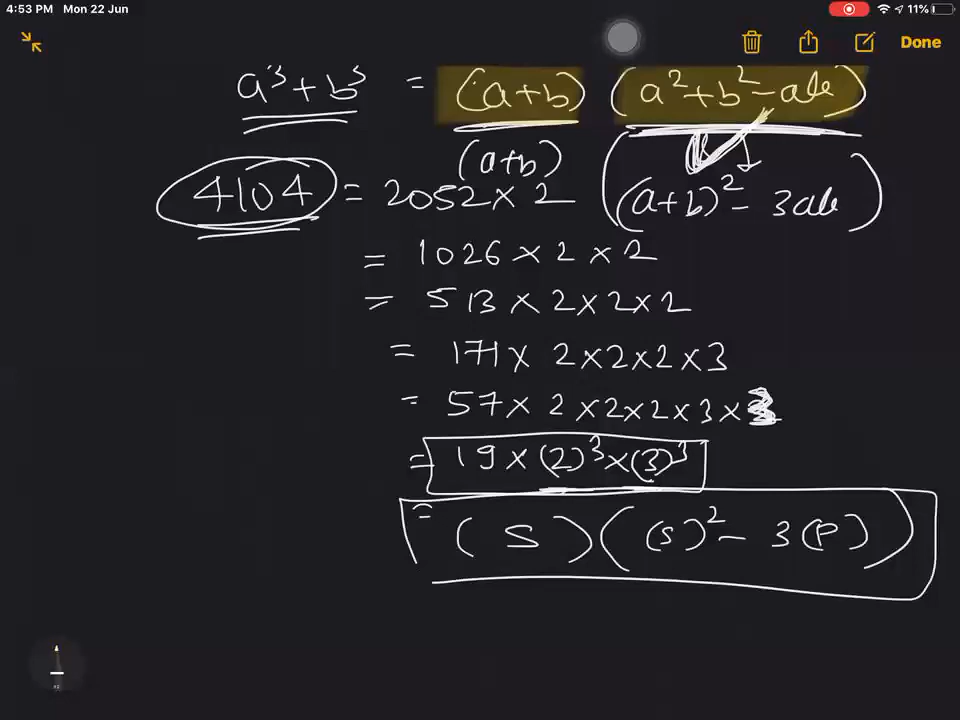 4:53 PM Mon 22 Jun 11%
Done
a³+b³ = (a+b) (a²+b²-ab)
(a+b) ((a+b)²- 3ab)
4104 = 2052×2
= 1026×2×2
= 513×2×2×2
= 171×2×2×2×3
= 57×2×2×2×3×3
= 19×(2)³×(3)³
= (S)((S)²- 3(P))